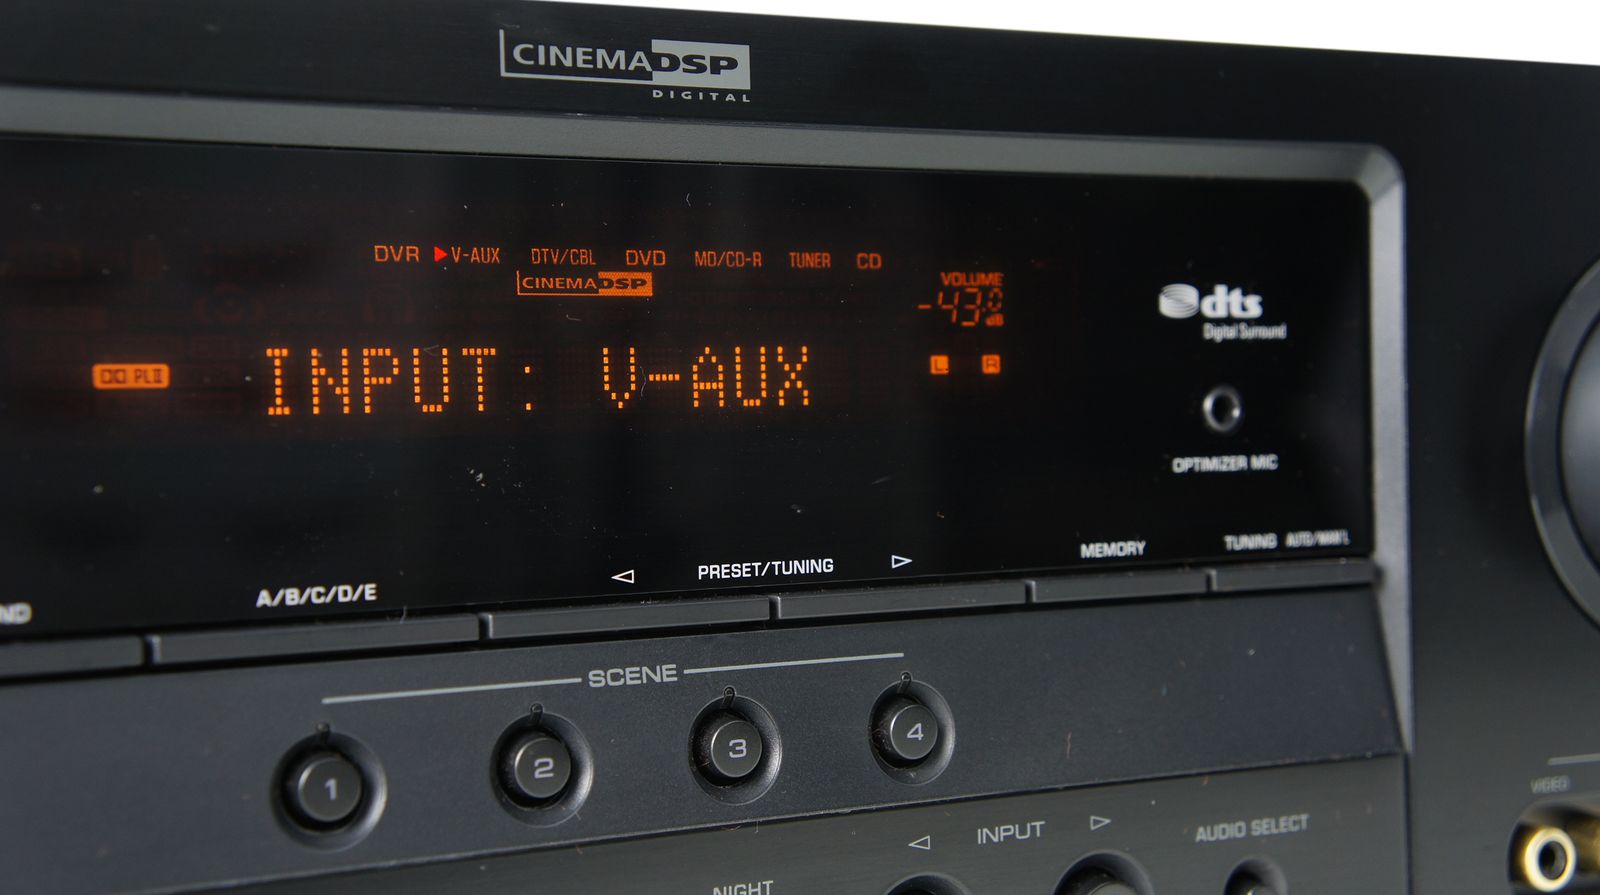 CINEMA DSP
DIGITAL
DVR V-AUX DTV/CBL DVD MD/CD-R TUNER CD
CINEMA DSP
VOLUME
-43.0
dB
PL II
INPUT: V-AUX
L R
dts
Digital Surround
OPTIMIZER MIC
A/B/C/D/E
PRESET/TUNING
MEMORY
TUNING AUTO/MAN'L
SCENE
1 2 3 4
VIDEO
INPUT
AUDIO SELECT
NIGHT